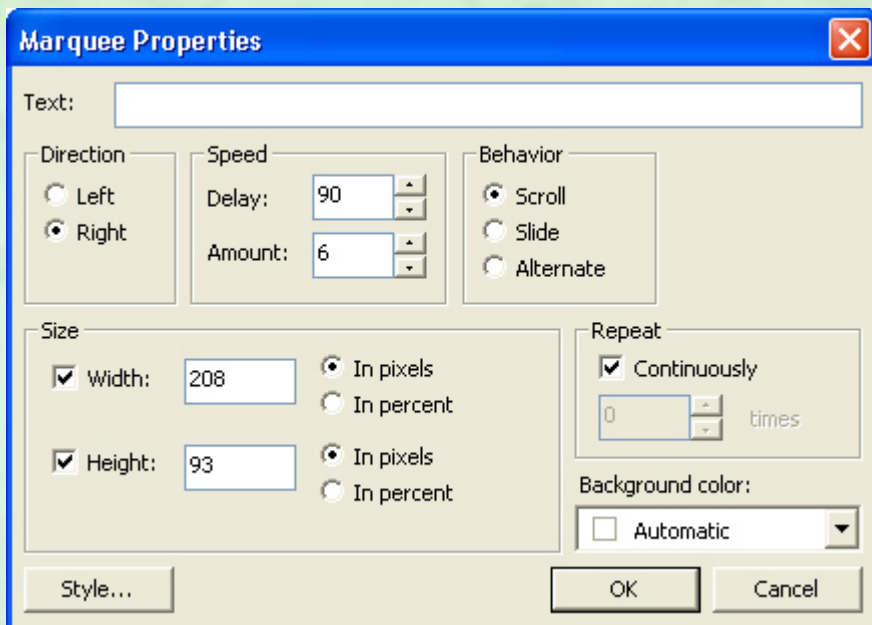 Marquee Properties
Text:
Direction
Left
Right
Speed
Delay: 90
Amount: 6
Behavior
Scroll
Slide
Alternate
Size
Width: 208
In pixels
In percent
Height: 93
In pixels
In percent
Repeat
Continuously
0 times
Background color:
Automatic
Style...
OK
Cancel